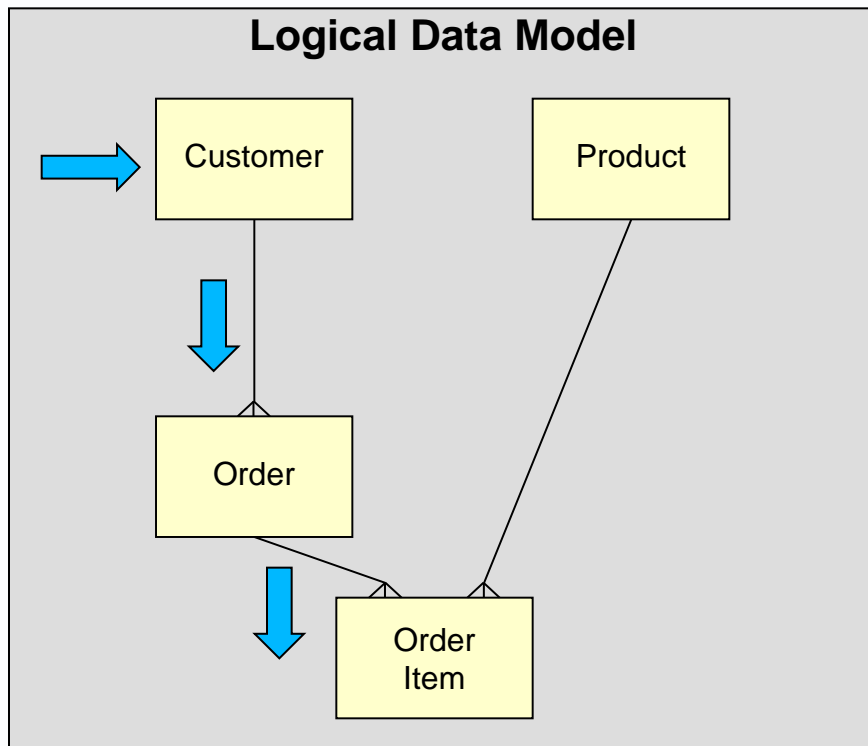 Logical Data Model
Customer
Product
Order
Order
Item